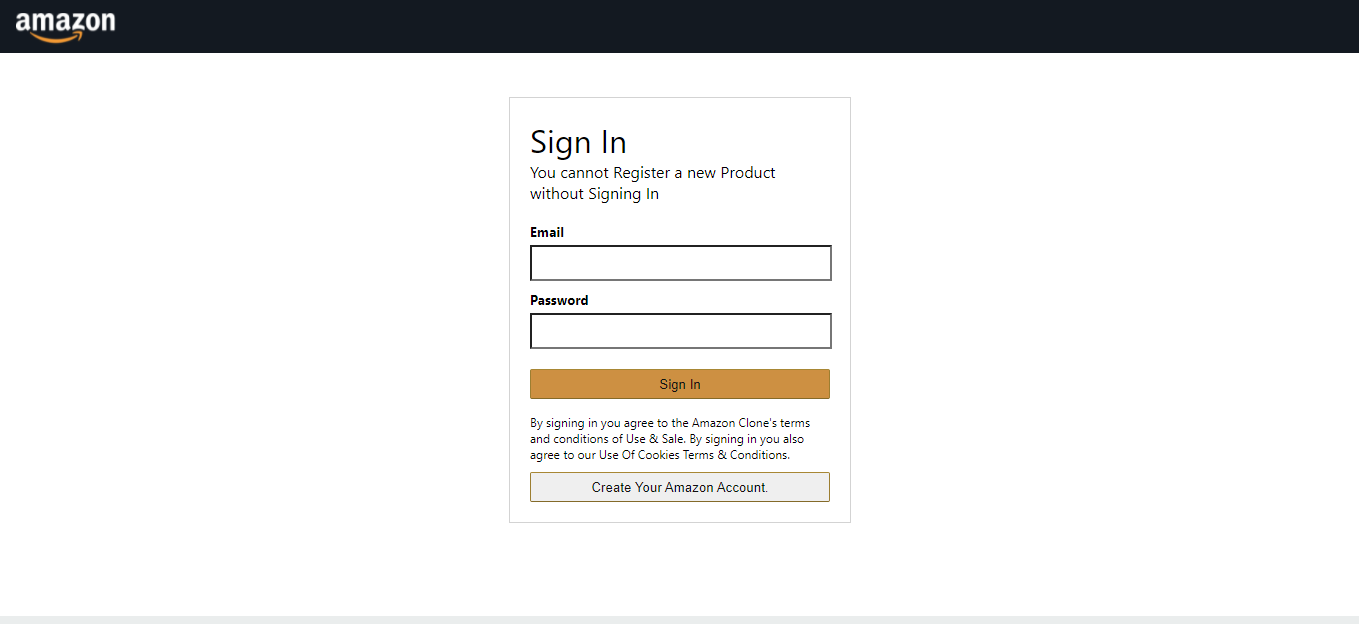 amazon
Sign In
You cannot Register a new Product
without Signing In
Email
Password
Sign In
By signing in you agree to the Amazon Clone's terms
and conditions of Use & Sale. By signing in you also
agree to our Use Of Cookies Terms & Conditions.
Create Your Amazon Account.